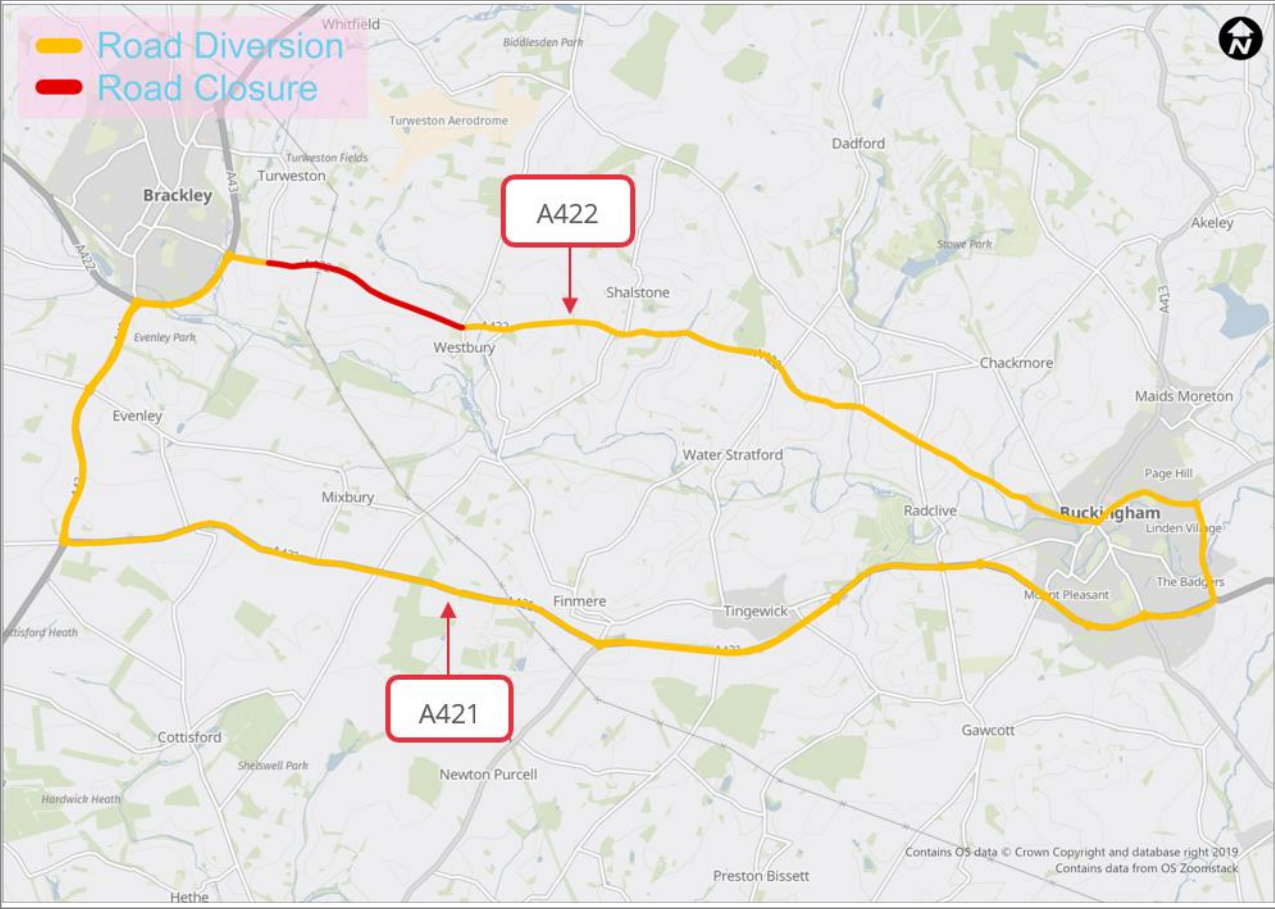 Road Diversion
Road Closure
N
Whitfield
Biddlesden Park
Turweston Aerodrome
Turweston Fields
Turweston
Dadford
Brackley
A43
A422
A422
Akeley
Stowe Park
A413
Shalstone
A422
Evenley Park
Westbury
Chackmore
Maids Moreton
Evenley
Water Stratford
Page Hill
Mixbury
Radclive
Buckingham
Linden Village
The Badgers
Mount Pleasant
Finmere
Tingewick
A421
A421
Cottisford
Gawcott
Shelswell Park
Newton Purcell
Hardwick Heath
Contains OS data © Crown Copyright and database right 2019
Contains data from OS Zoomstack
Preston Bissett
Hethe